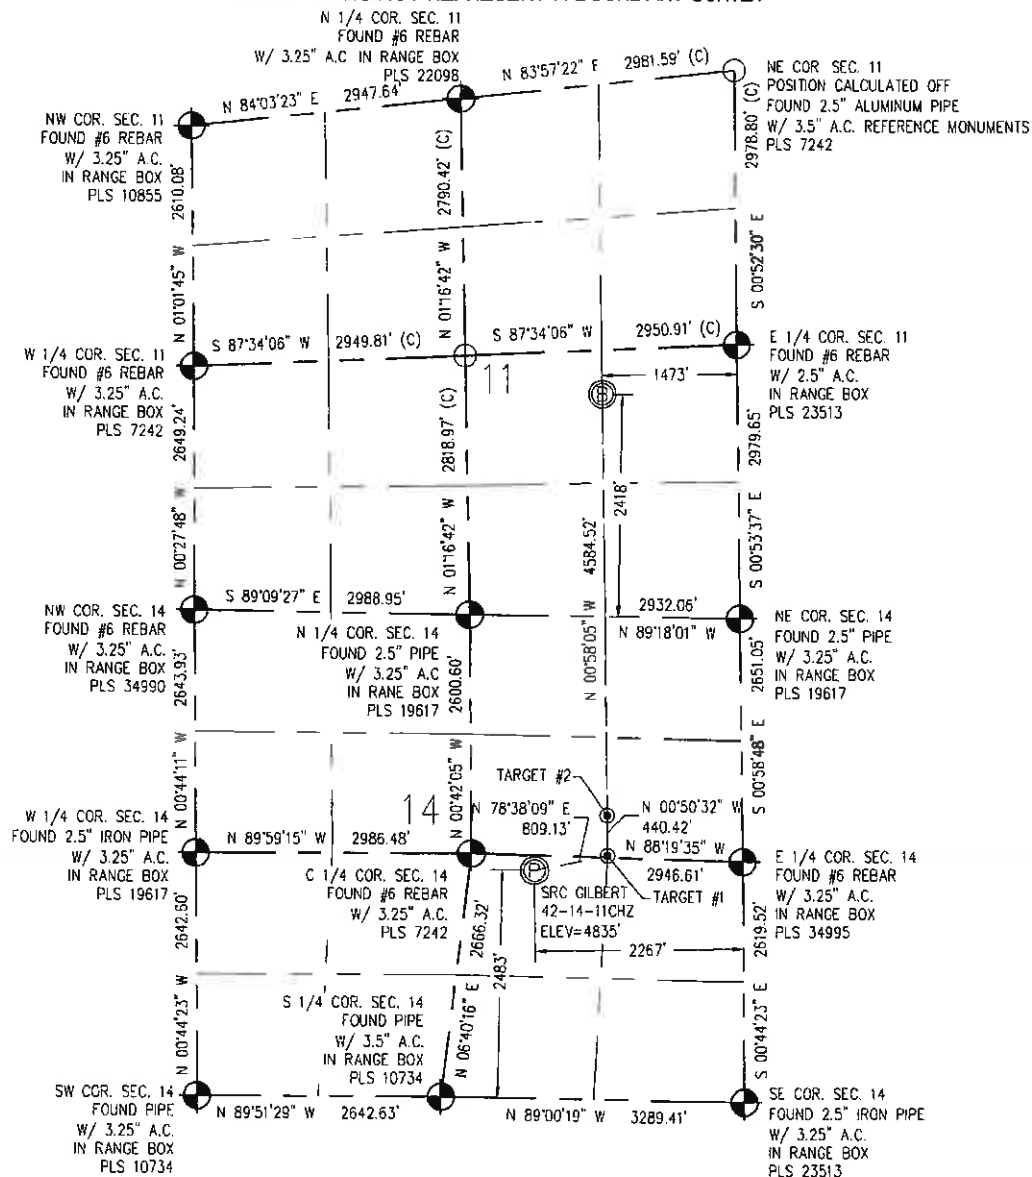 N 1/4 COR. SEC. 11
FOUND #6 REBAR
W/ 3.25" A.C IN RANGE BOX
PLS 22098
N 83°57'22" E 2981.59' (C)
NE COR SEC. 11
POSITION CALCULATED OFF
FOUND 2.5" ALUMINUM PIPE
W/ 3.5" A.C. REFERENCE MONUMENTS
PLS 7242
N 84°03'23" E 2947.64'
NW COR. SEC. 11
FOUND #6 REBAR
W/ 3.25" A.C.
IN RANGE BOX
PLS 10855
2610.08'
N 01°01'45" W
2790.42' (C)
N 01°16'42" W
2978.80' (C)
S 00°52'30" E
S 87°34'06" W 2949.81' (C)
S 87°34'06" W 2950.91' (C)
W 1/4 COR. SEC. 11
FOUND #6 REBAR
W/ 3.25" A.C.
IN RANGE BOX
PLS 7242
11
1473'
E 1/4 COR. SEC. 11
FOUND #6 REBAR
W/ 2.5" A.C.
IN RANGE BOX
PLS 23513
B
2649.24'
N 00°27'48" W
2818.97' (C)
N 01°16'42" W
2418'
4584.52'
N 00°58'05" W
2979.65'
S 00°53'37" E
S 89°09'27" E 2988.95'
2932.06'
N 89°18'01" W
NW COR. SEC. 14
FOUND #6 REBAR
W/ 3.25" A.C.
IN RANGE BOX
PLS 34990
N 1/4 COR. SEC. 14
FOUND 2.5" PIPE
W/ 3.25" A.C
IN RANE BOX
PLS 19617
NE COR. SEC. 14
FOUND 2.5" PIPE
W/ 3.25" A.C.
IN RANGE BOX
PLS 19617
2643.93'
N 00°44'11" W
2600.60'
N 00°42'05" W
2651.05'
S 00°58'48" E
TARGET #2
14
N 78°38'09" E
809.13'
N 00°50'32" W
440.42'
W 1/4 COR. SEC. 14
FOUND 2.5" IRON PIPE
W/ 3.25" A.C.
IN RANGE BOX
PLS 19617
N 89°59'15" W 2986.48'
N 88°19'35" W
2946.61'
C 1/4 COR. SEC. 14
FOUND #6 REBAR
W/ 3.25" A.C.
PLS 7242
P
SRC GILBERT
42-14-11CHZ
ELEV=4835'
TARGET #1
E 1/4 COR. SEC. 14
FOUND #6 REBAR
W/ 3.25" A.C.
IN RANGE BOX
PLS 34995
2267'
2642.60'
N 00°44'23" W
2666.32'
N 06°40'16" E
2483'
2619.52'
S 00°44'23" E
S 1/4 COR. SEC. 14
FOUND PIPE
W/ 3.5" A.C.
IN RANGE BOX
PLS 10734
SW COR. SEC. 14
FOUND PIPE
W/ 3.25" A.C.
IN RANGE BOX
PLS 10734
N 89°51'29" W 2642.63'
N 89°00'19" W 3289.41'
SE COR. SEC. 14
FOUND 2.5" IRON PIPE
W/ 3.25" A.C.
IN RANGE BOX
PLS 23513